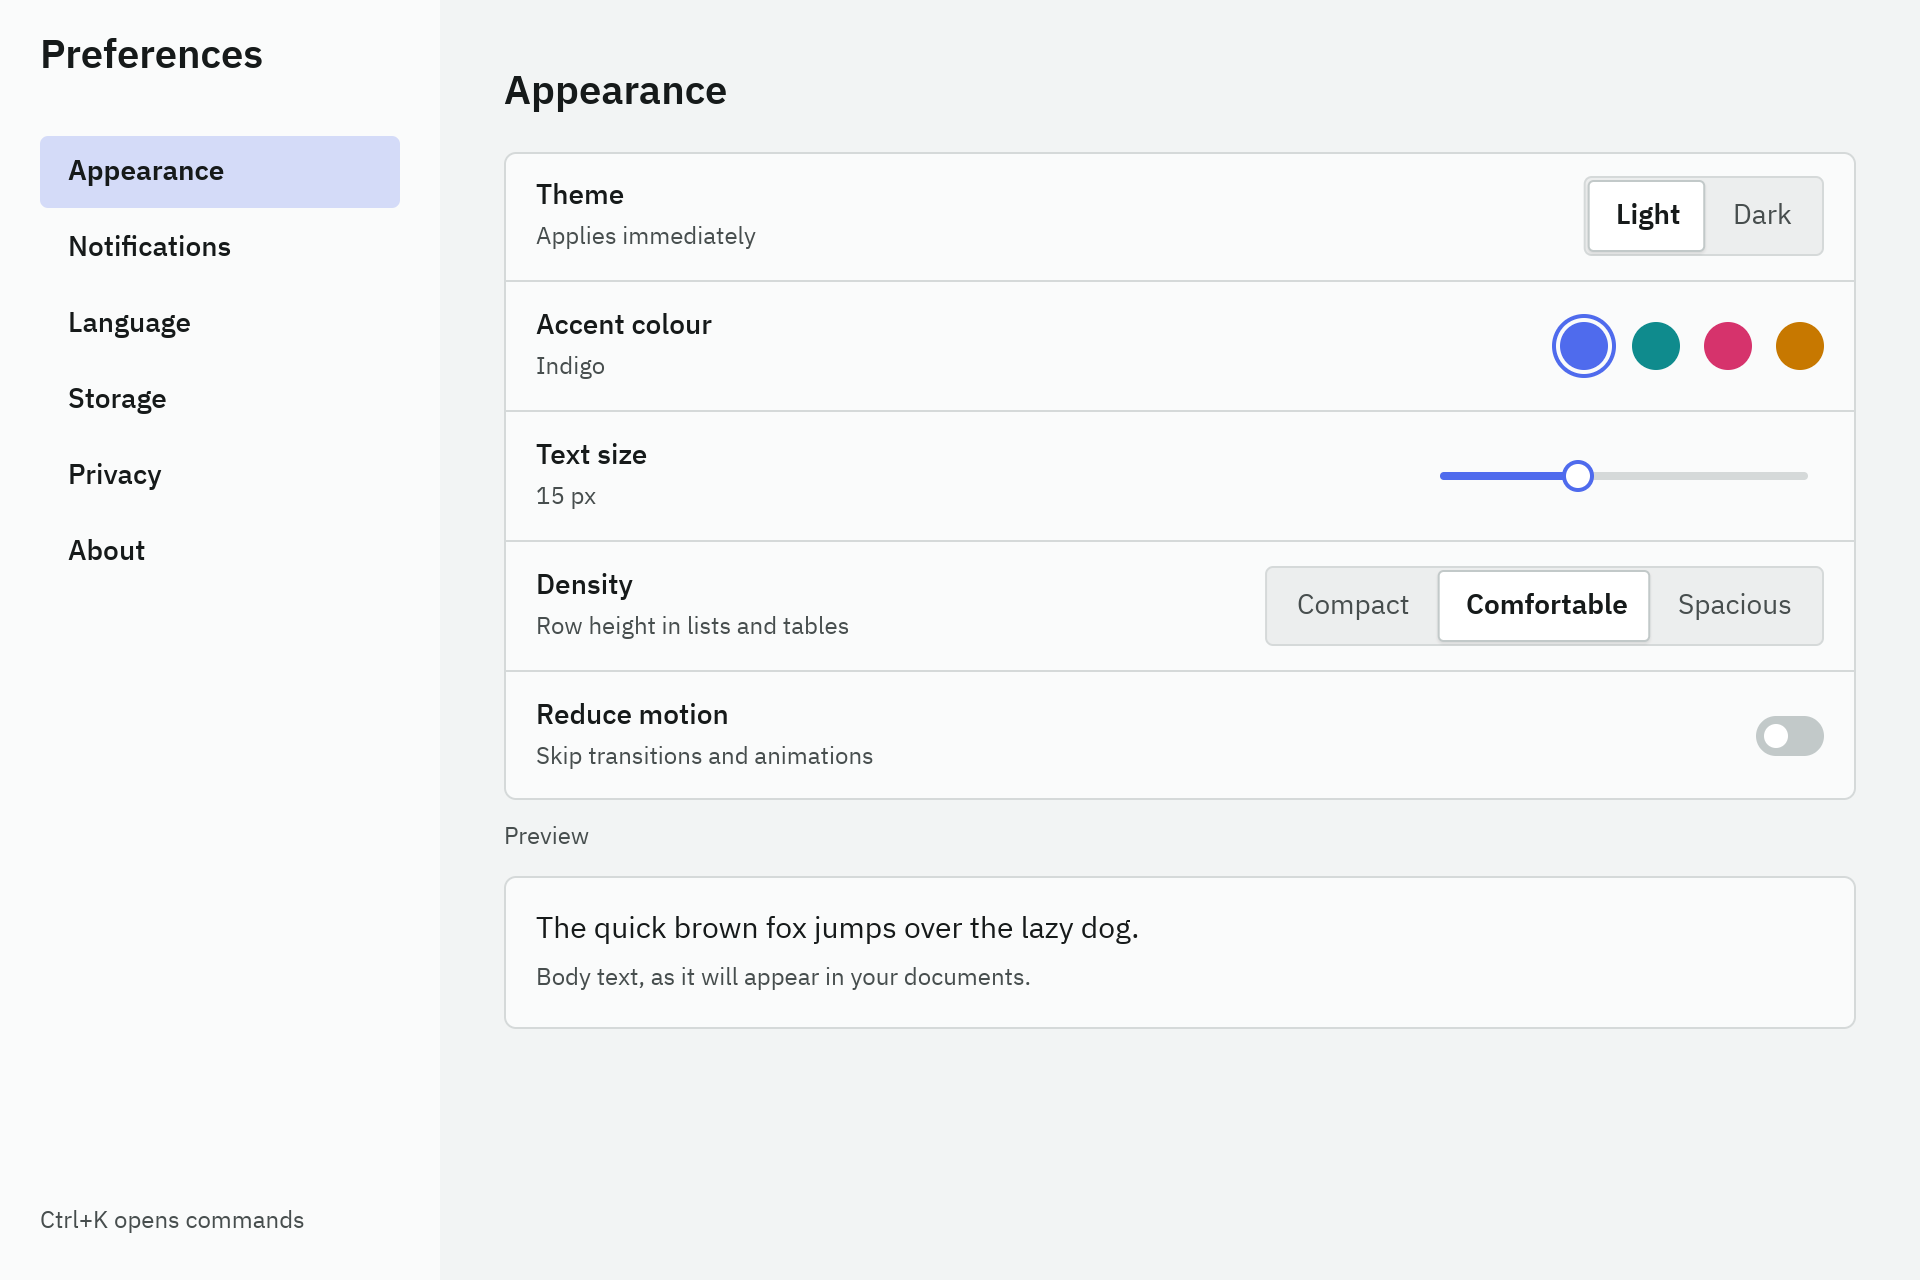 Preferences
Appearance
Notifications
Language
Storage
Privacy
About
Ctrl+K opens commands
Appearance
Theme
Applies immediately
Light
Dark
Accent colour
Indigo
Text size
15 px
Density
Row height in lists and tables
Compact
Comfortable
Spacious
Reduce motion
Skip transitions and animations
Preview
The quick brown fox jumps over the lazy dog.
Body text, as it will appear in your documents.